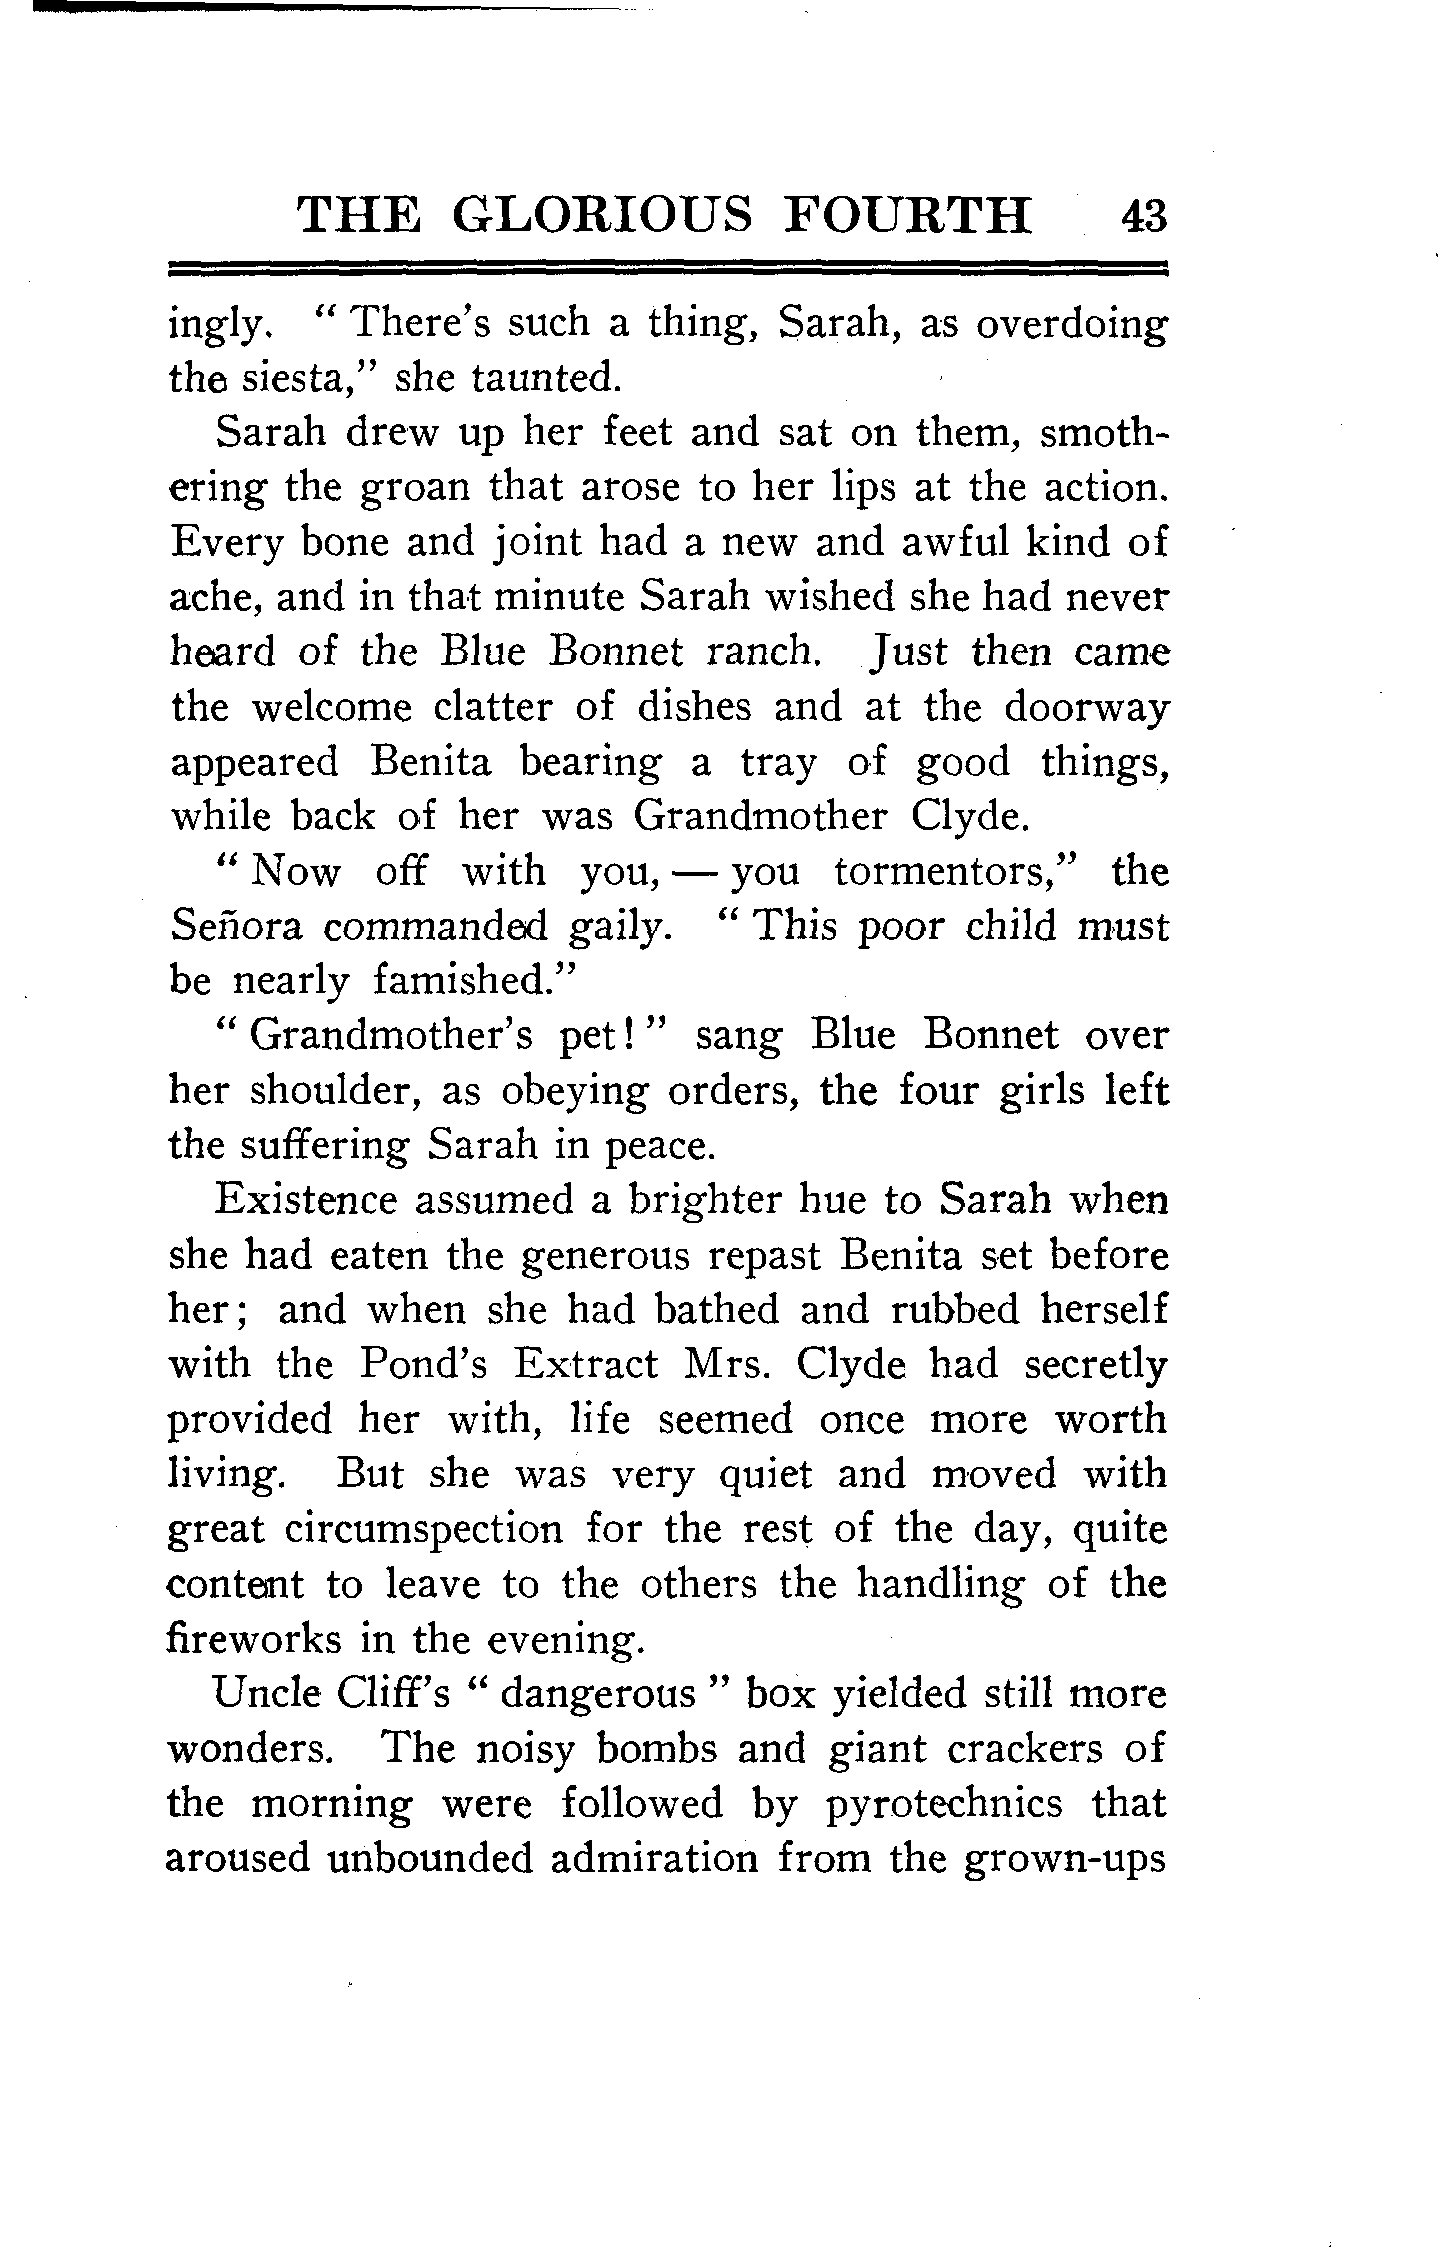 THE GLORIOUS FOURTH 43
ingly. " There's such a thing, Sarah, as overdoing
the siesta," she taunted.
Sarah drew up her feet and sat on them, smoth-
ering the groan that arose to her lips at the action.
Every bone and joint had a new and awful kind of
ache, and in that minute Sarah wished she had never
heard of the Blue Bonnet ranch. Just then came
the welcome clatter of dishes and at the doorway
appeared Benita bearing a tray of good things,
while back of her was Grandmother Clyde.
" Now off with you, — you tormentors," the
Señora commanded gaily. " This poor child must
be nearly famished."
" Grandmother's pet! " sang Blue Bonnet over
her shoulder, as obeying orders, the four girls left
the suffering Sarah in peace.
Existence assumed a brighter hue to Sarah when
she had eaten the generous repast Benita set before
her; and when she had bathed and rubbed herself
with the Pond's Extract Mrs. Clyde had secretly
provided her with, life seemed once more worth
living. But she was very quiet and moved with
great circumspection for the rest of the day, quite
content to leave to the others the handling of the
fireworks in the evening.
Uncle Cliff's " dangerous " box yielded still more
wonders. The noisy bombs and giant crackers of
the morning were followed by pyrotechnics that
aroused unbounded admiration from the grown-ups